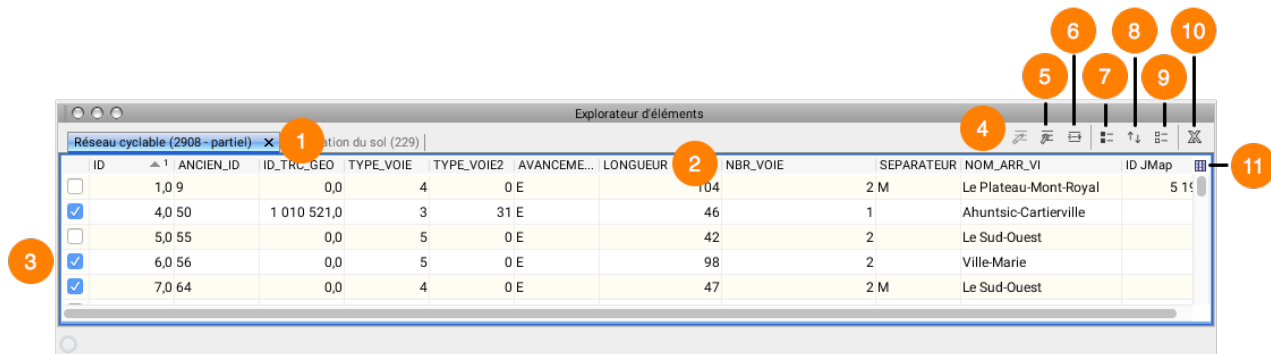 6 8 10
5 7 9
Explorateur d'éléments
4
Réseau cyclable (2908 - partiel) × 1 ation du sol (229)
ID 1 ANCIEN_ID ID_TRC_GEO TYPE_VOIE TYPE_VOIE2 AVANCEME... LONGUEUR 2 NBR_VOIE SEPARATEUR NOM_ARR_VI ID JMap 11
1,0 9 0,0 4 0 E 104 2 M Le Plateau-Mont-Royal 5 19
4,0 50 1 010 521,0 3 31 E 46 1 Ahuntsic-Cartierville
5,0 55 0,0 5 0 E 42 2 Le Sud-Ouest
3 6,0 56 0,0 5 0 E 98 2 Ville-Marie
7,0 64 0,0 4 0 E 47 2 M Le Sud-Ouest